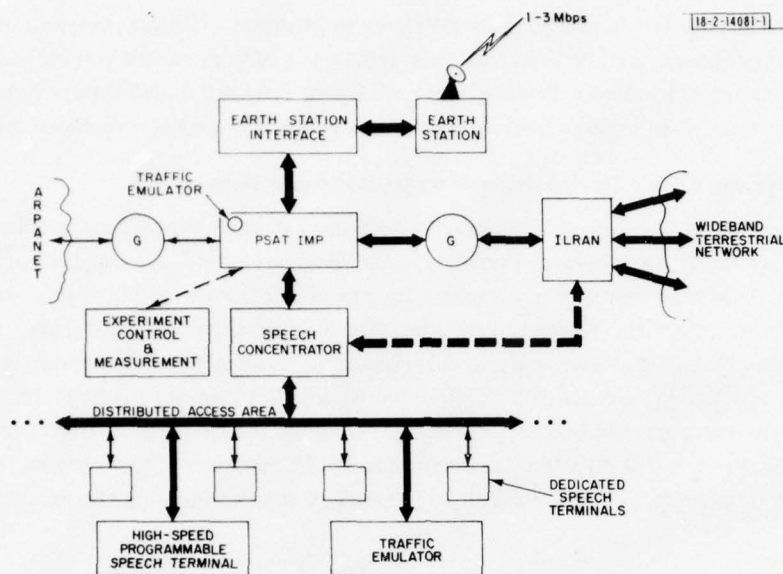 1-3 Mbps
18-2-14081-1
EARTH STATION
INTERFACE
EARTH
STATION
TRAFFIC
EMULATOR
ARPANET
G
PSAT IMP
G
ILRAN
WIDEBAND
TERRESTRIAL
NETWORK
EXPERIMENT
CONTROL
&
MEASUREMENT
SPEECH
CONCENTRATOR
DISTRIBUTED ACCESS AREA
DEDICATED
SPEECH
TERMINALS
HIGH-SPEED
PROGRAMMABLE
SPEECH TERMINAL
TRAFFIC
EMULATOR